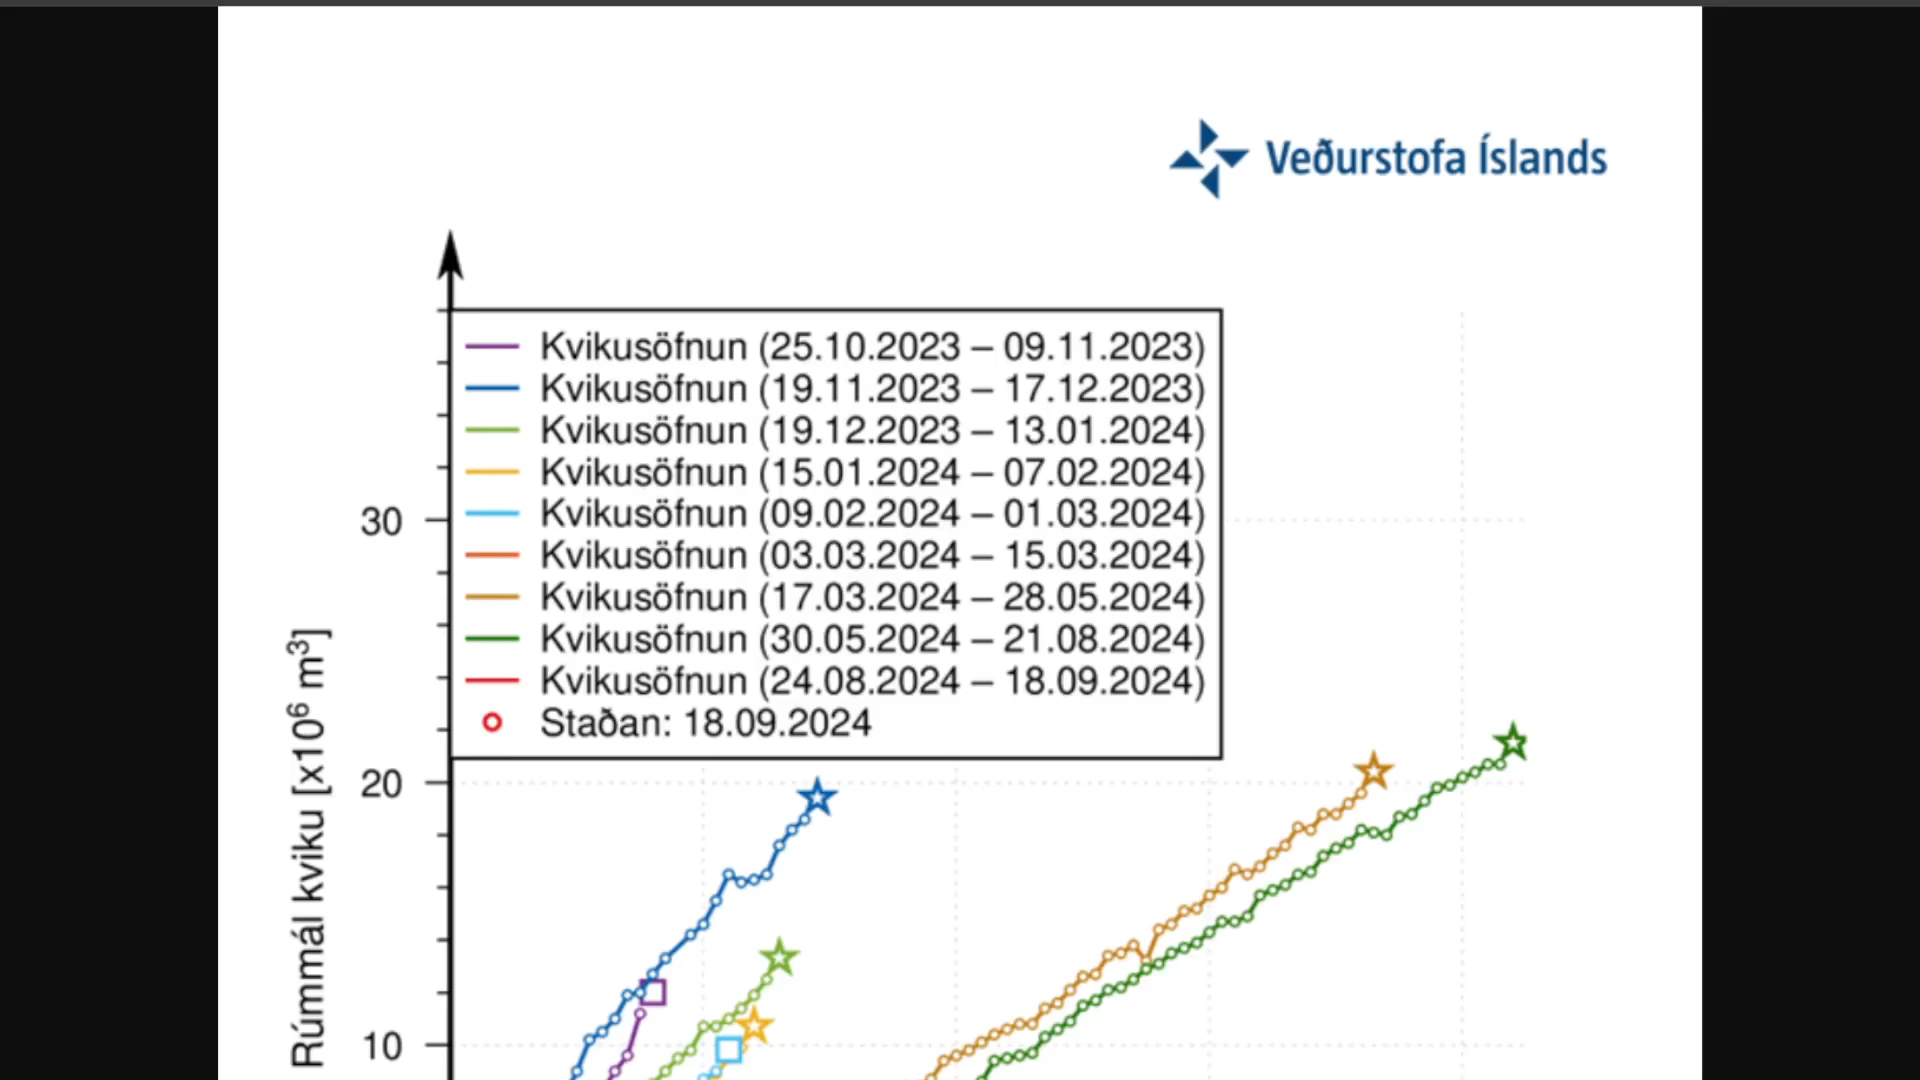 Veðurstofa Íslands
Kvikusöfnun (25.10.2023 – 09.11.2023)
Kvikusöfnun (19.11.2023 – 17.12.2023)
Kvikusöfnun (19.12.2023 – 13.01.2024)
Kvikusöfnun (15.01.2024 – 07.02.2024)
Kvikusöfnun (09.02.2024 – 01.03.2024)
Kvikusöfnun (03.03.2024 – 15.03.2024)
Kvikusöfnun (17.03.2024 – 28.05.2024)
Kvikusöfnun (30.05.2024 – 21.08.2024)
Kvikusöfnun (24.08.2024 – 18.09.2024)
Staðan: 18.09.2024
30
20
10
Rúmmál kviku [x10⁶ m³]